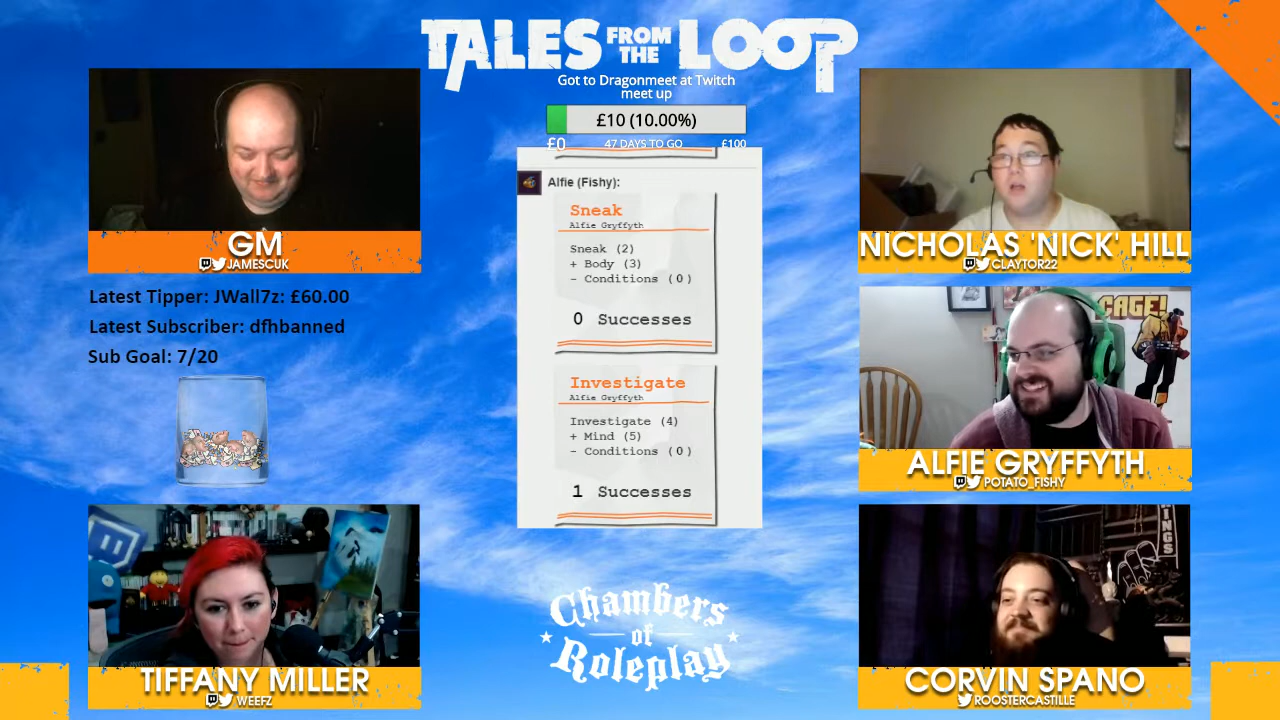 TALES FROM THE LOOP
Got to Dragonmeet at Twitch
meet up
£10 (10.00%)
£0 47 DAYS TO GO £100
Alfie (Fishy):
Sneak
Alfie Gryffyth
Sneak (2)
+ Body (3)
- Conditions (0)
0 Successes
Investigate
Alfie Gryffyth
Investigate (4)
+ Mind (5)
- Conditions (0)
1 Successes
Chambers
of
Roleplay
GM
JAMESCUK
Latest Tipper: JWall7z: £60.00
Latest Subscriber: dfhbanned
Sub Goal: 7/20
TIFFANY MILLER
WEEFZ
NICHOLAS 'NICK' HILL
CLAYTOR22
CAGE!
ALFIE GRYFFYTH
POTATO_FISHY
INGS
CORVIN SPANO
ROOSTERCASTILLE